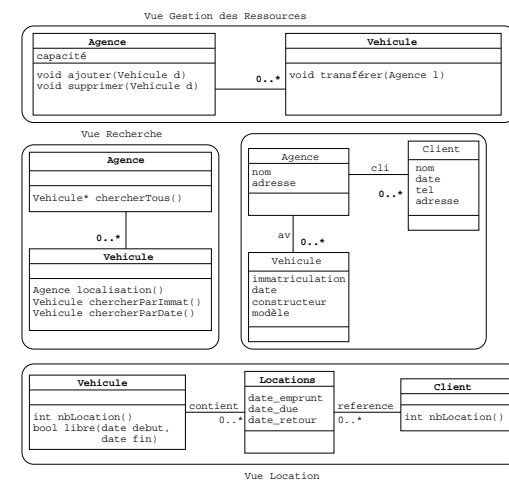 Vue Gestion des Ressources
Agence
capacité
void ajouter(Vehicule d)
void supprimer(Vehicule d)
0..*
Vehicule
void transférer(Agence l)
Vue Recherche
Agence
Vehicule* chercherTous()
0..*
Vehicule
Agence localisation()
Vehicule chercherParImmat()
Vehicule chercherParDate()
Agence
nom
adresse
cli
0..*
Client
nom
date
tel
adresse
av
0..*
Vehicule
immatriculation
date
constructeur
modèle
Vehicule
int nbLocation()
bool libre(date debut,
date fin)
contient
0..*
Locations
date_emprunt
date_due
date_retour
reference
0..*
Client
int nbLocation()
Vue Location